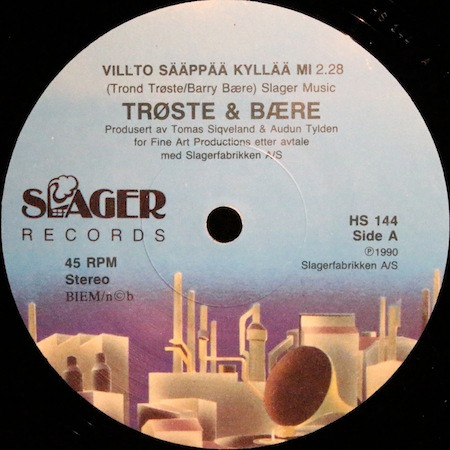 VILLTO SÄÄPPÄÄ KYLLÄÄ MI 2.28
(Trond Trøste/Barry Bære) Slager Music
TRØSTE & BÆRE
Produsert av Tomas Siqveland & Audun Tylden
for Fine Art Productions etter avtale
med Slagerfabrikken A/S
SLAGER
RECORDS
45 RPM
Stereo
BIEM/n©b
HS 144
Side A
℗1990
Slagerfabrikken A/S